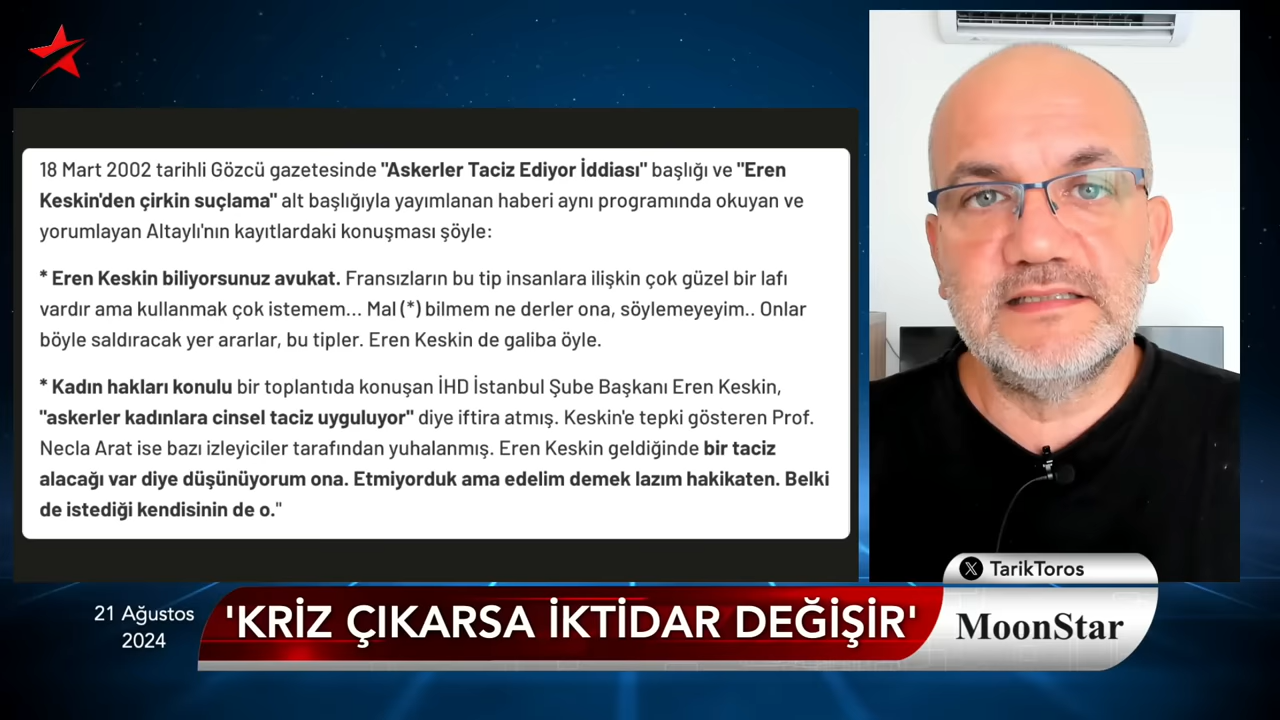 18 Mart 2002 tarihli Gözcü gazetesinde "Askerler Taciz Ediyor İddiası" başlığı ve "Eren
Keskin'den çirkin suçlama" alt başlığıyla yayımlanan haberi aynı programında okuyan ve
yorumlayan Altaylı'nın kayıtlardaki konuşması şöyle:
* Eren Keskin biliyorsunuz avukat. Fransızların bu tip insanlara ilişkin çok güzel bir lafı
vardır ama kullanmak çok istemem... Mal (*) bilmem ne derler ona, söylemeyeyim.. Onlar
böyle saldıracak yer ararlar, bu tipler. Eren Keskin de galiba öyle.
* Kadın hakları konulu bir toplantıda konuşan İHD İstanbul Şube Başkanı Eren Keskin,
"askerler kadınlara cinsel taciz uyguluyor" diye iftira atmış. Keskin'e tepki gösteren Prof.
Necla Arat ise bazı izleyiciler tarafından yuhalanmış. Eren Keskin geldiğinde bir taciz
alacağı var diye düşünüyorum ona. Etmiyorduk ama edelim demek lazım hakikaten. Belki
de istediği kendisinin de o."
X TarikToros
21 Ağustos
2024
'KRİZ ÇIKARSA İKTİDAR DEĞİŞİR'
MoonStar